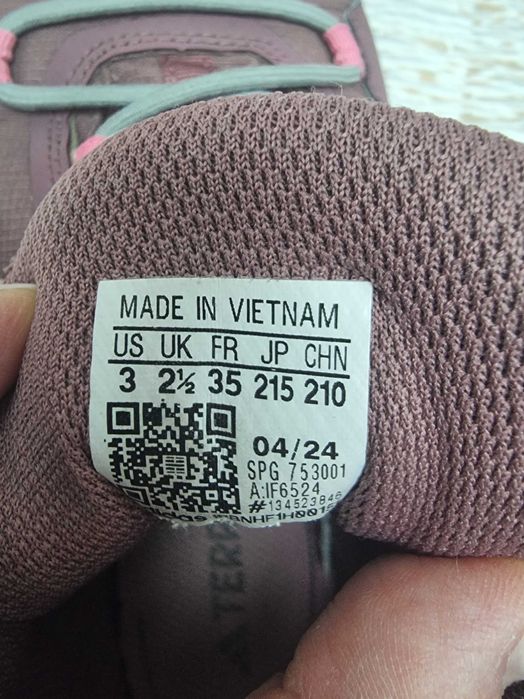 MADE IN VIETNAM
US UK FR JP CHN
3 2½ 35 215 210
04/24
SPG 753001
A:IF6524